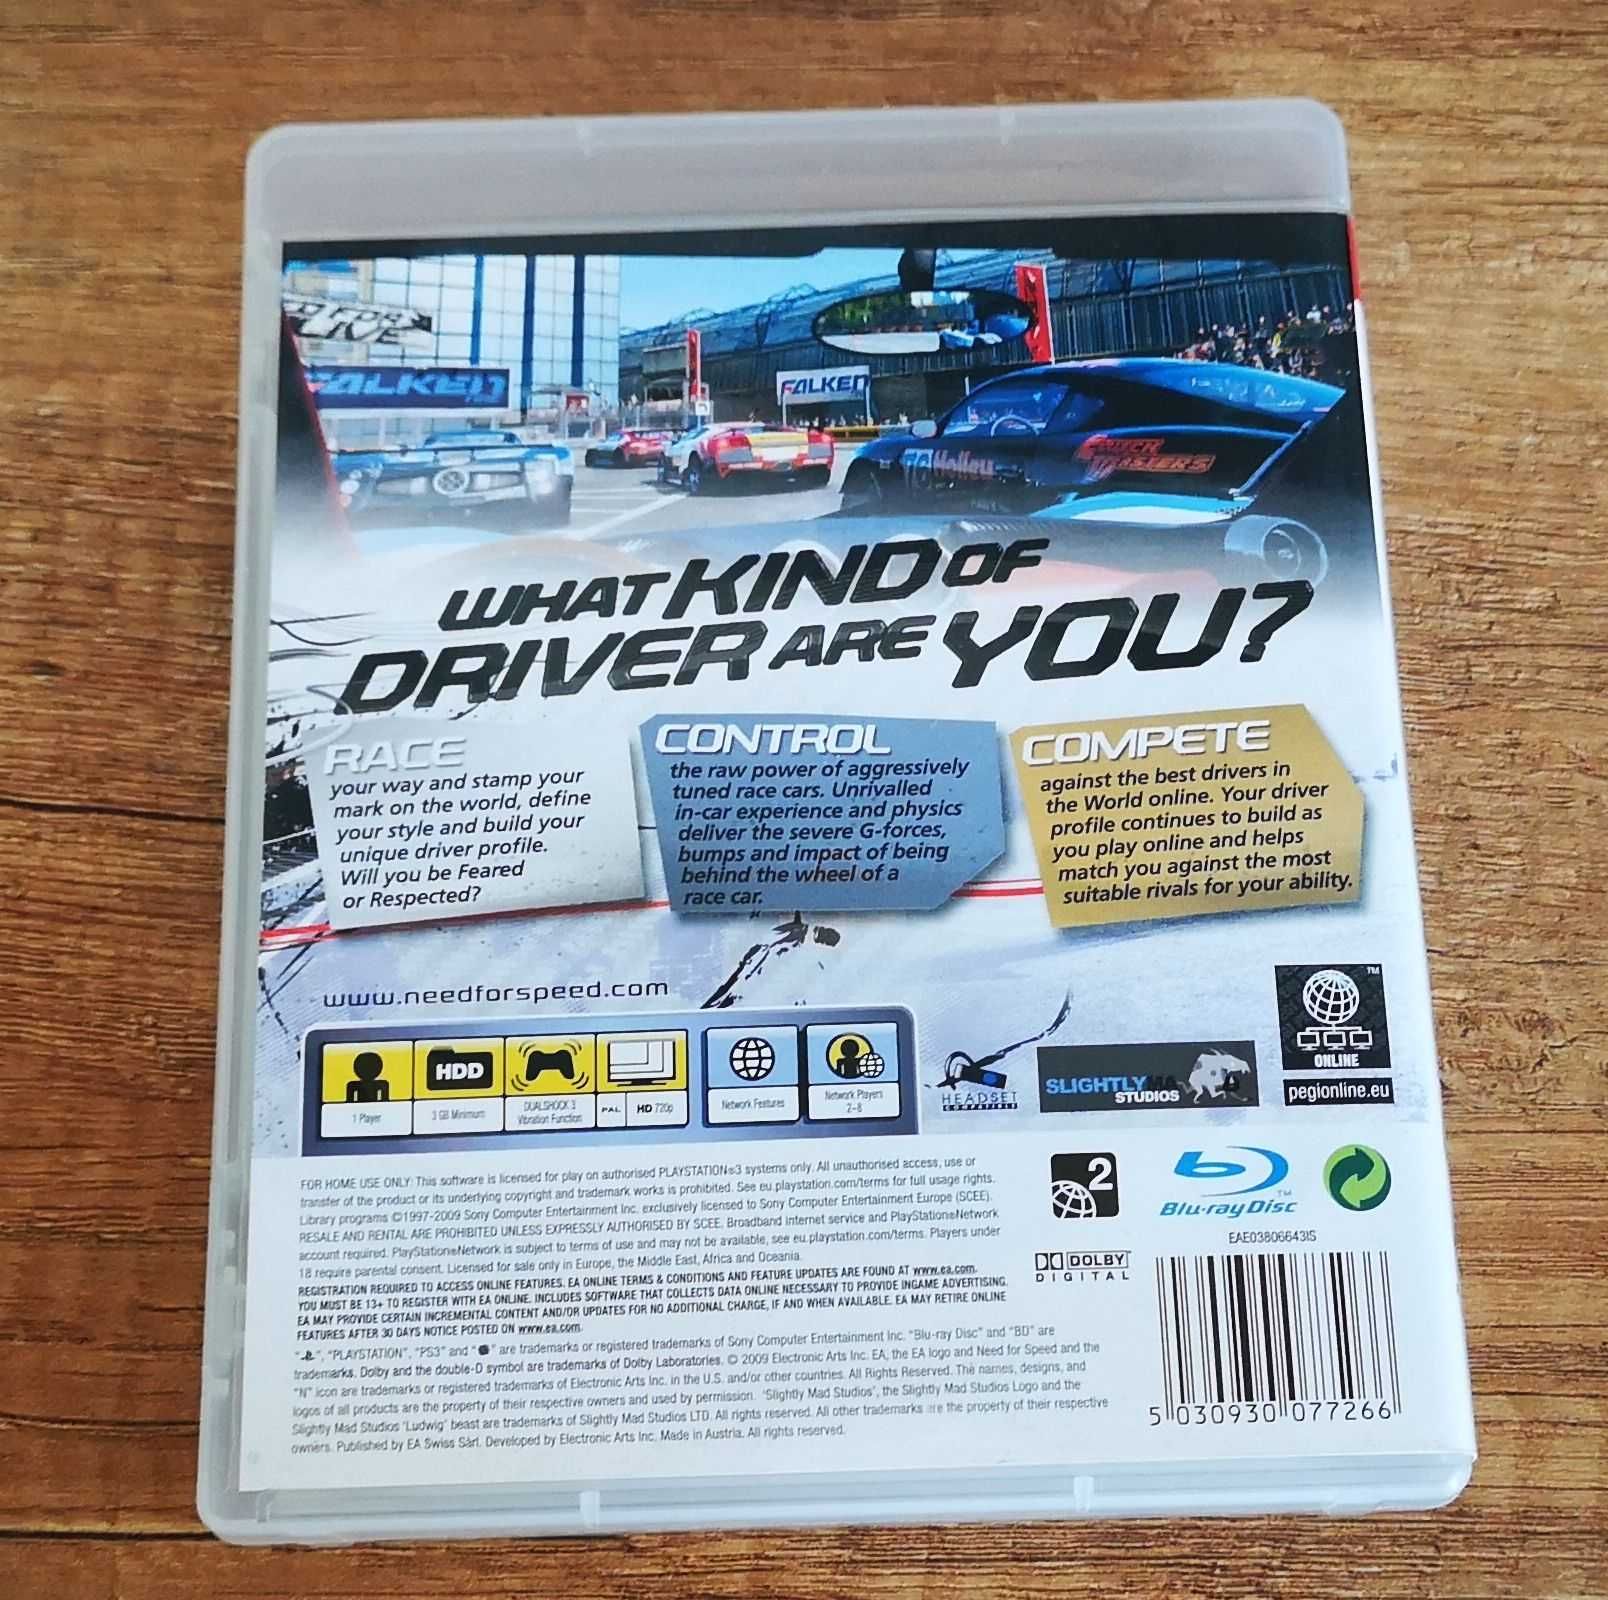 FALKEN
FALKEN
Holley
WHAT KIND OF
DRIVER ARE YOU?
RACE
your way and stamp your
mark on the world, define
your style and build your
unique driver profile.
Will you be Feared
or Respected?
CONTROL
the raw power of aggressively
tuned race cars. Unrivalled
in-car experience and physics
deliver the severe G-forces,
bumps and impact of being
behind the wheel of a
race car.
COMPETE
against the best drivers in
the World online. Your driver
profile continues to build as
you play online and helps
match you against the most
suitable rivals for your ability.
www.needforspeed.com
1 Player
HDD
3 GB Minimum
DUALSHOCK 3
Vibration Function
PAL
HD 720p
Network Features
Network Players
2-8
HEADSET
COMPATIBLE
SLIGHTLY MAD
STUDIOS
TM
ONLINE
pegionline.eu
FOR HOME USE ONLY: This software is licensed for play on authorised PLAYSTATION®3 systems only. All unauthorised access, use or
transfer of the product or its underlying copyright and trademark works is prohibited. See eu.playstation.com/terms for full usage rights.
Library programs ©1997-2009 Sony Computer Entertainment Inc. exclusively licensed to Sony Computer Entertainment Europe (SCEE).
RESALE AND RENTAL ARE PROHIBITED UNLESS EXPRESSLY AUTHORISED BY SCEE. Broadband internet service and PlayStation®Network
account required. PlayStation®Network is subject to terms of use and may not be available, see eu.playstation.com/terms. Players under
18 require parental consent. Licensed for sale only in Europe, the Middle East, Africa and Oceania.
REGISTRATION REQUIRED TO ACCESS ONLINE FEATURES. EA ONLINE TERMS & CONDITIONS AND FEATURE UPDATES ARE FOUND AT www.ea.com.
YOU MUST BE 13+ TO REGISTER WITH EA ONLINE. INCLUDES SOFTWARE THAT COLLECTS DATA ONLINE NECESSARY TO PROVIDE INGAME ADVERTISING.
EA MAY PROVIDE CERTAIN INCREMENTAL CONTENT AND/OR UPDATES FOR NO ADDITIONAL CHARGE, IF AND WHEN AVAILABLE. EA MAY RETIRE ONLINE
FEATURES AFTER 30 DAYS NOTICE POSTED ON www.ea.com.
" ", "PLAYSTATION", "PS3" and " " are trademarks or registered trademarks of Sony Computer Entertainment Inc. "Blu-ray Disc" and "BD" are
trademarks. Dolby and the double-D symbol are trademarks of Dolby Laboratories. © 2009 Electronic Arts Inc. EA, the EA logo and Need for Speed and the
"N" icon are trademarks or registered trademarks of Electronic Arts Inc. in the U.S. and/or other countries. All Rights Reserved. The names, designs, and
logos of all products are the property of their respective owners and used by permission. 'Slightly Mad Studios', the Slightly Mad Studios Logo and the
Slightly Mad Studios 'Ludwig' beast are trademarks of Slightly Mad Studios LTD. All rights reserved. All other trademarks are the property of their respective
owners. Published by EA Swiss Sàrl. Developed by Electronic Arts Inc. Made in Austria. All rights reserved.
2
Blu-ray Disc
TM
EAE03806643IS
DOLBY
DIGITAL
5 030930 077266